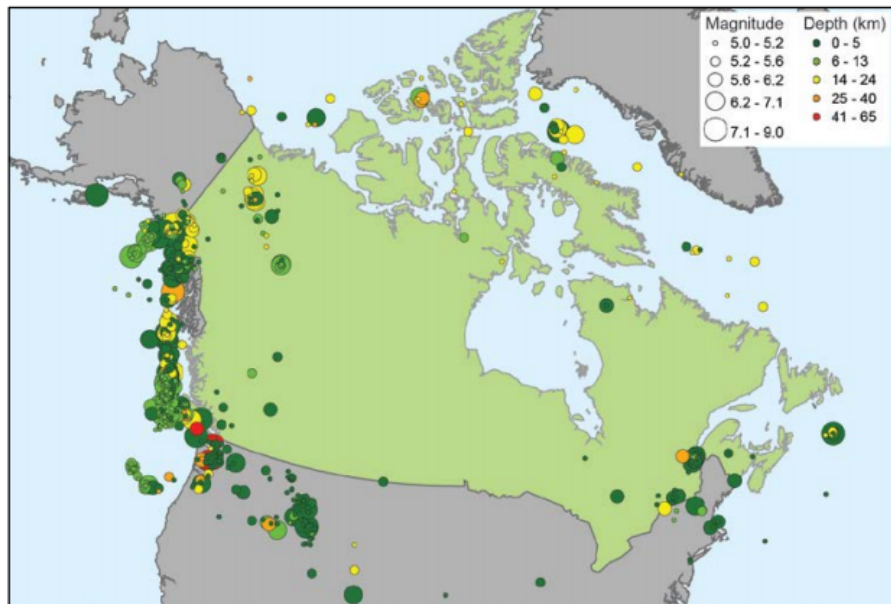 Magnitude Depth (km)
5.0 - 5.2 0 - 5
5.2 - 5.6 6 - 13
5.6 - 6.2 14 - 24
6.2 - 7.1 25 - 40
7.1 - 9.0 41 - 65